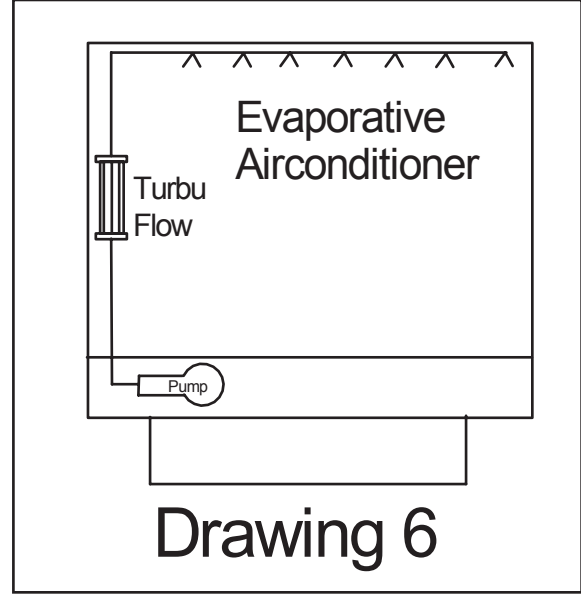 Evaporative
Airconditioner
Turbu
Flow
Pump
Drawing 6